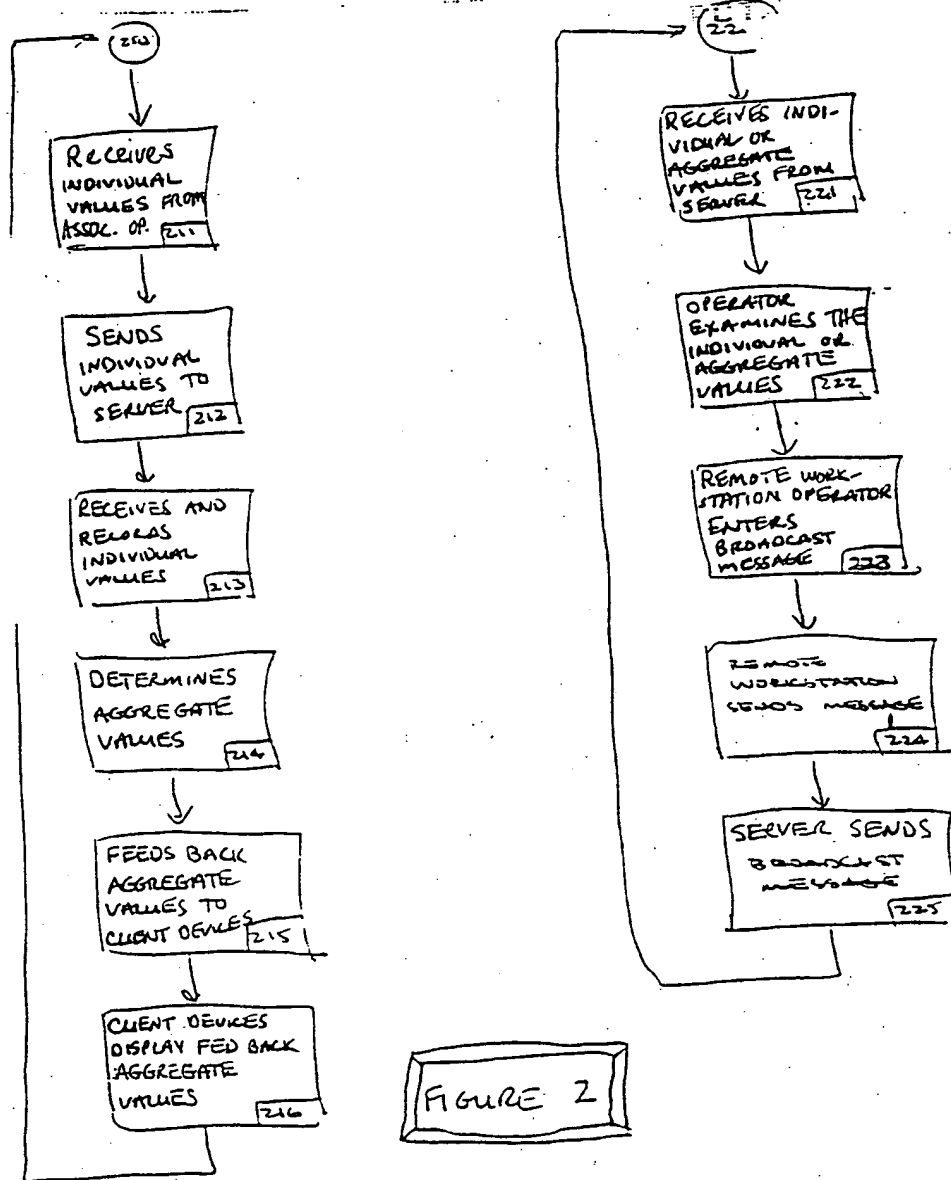 RECEIVES
INDIVIDUAL
VALUES FROM
ASSOC. OP. 211
SENDS
INDIVIDUAL
VALUES TO
SERVER 212
RECEIVES AND
RECORDS
INDIVIDUAL
VALUES 213
DETERMINES
AGGREGATE
VALUES 214
FEEDS BACK
AGGREGATE
VALUES TO
CLIENT DEVICES 215
CLIENT DEVICES
DISPLAY FED BACK
AGGREGATE
VALUES 216
RECEIVES INDI-
VIDUAL OR
AGGREGATE
VALUES FROM
SERVER 221
OPERATOR
EXAMINES THE
INDIVIDUAL OR
AGGREGATE
VALUES 222
REMOTE WORK-
STATION OPERATOR
ENTERS
BROADCAST
MESSAGE 223
REMOTE
WORKSTATION
SENDS MESSAGE
224
SERVER SENDS
BROADCAST
MESSAGE
225
FIGURE 2